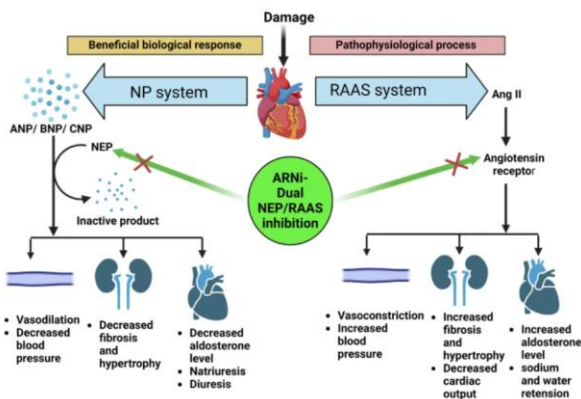 Damage
Beneficial biological response
Pathophysiological process
NP system
RAAS system
Ang II
ANP/ BNP/ CNP
NEP
Inactive product
ARNi-
Dual
NEP/RAAS
inhibition
Angiotensin
receptor
• Vasodilation
• Decreased
blood
pressure
• Decreased
fibrosis
and
hypertrophy
• Decreased
aldosterone
level
• Natriuresis
• Diuresis
• Vasoconstriction
• Increased
blood
pressure
• Increased
fibrosis
and
hypertrophy
• Decreased
cardiac
output
• Increased
aldosterone
level
• sodium
and water
retension